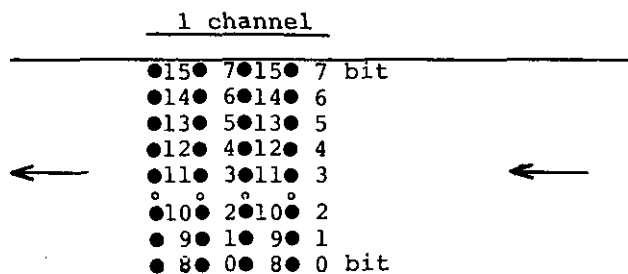 1 channel
●15● 7●15● 7 bit
●14● 6●14● 6
●13● 5●13● 5
●12● 4●12● 4
●11● 3●11● 3
●10● 2●10● 2
● 9● 1● 9● 1
● 8● 0● 8● 0 bit